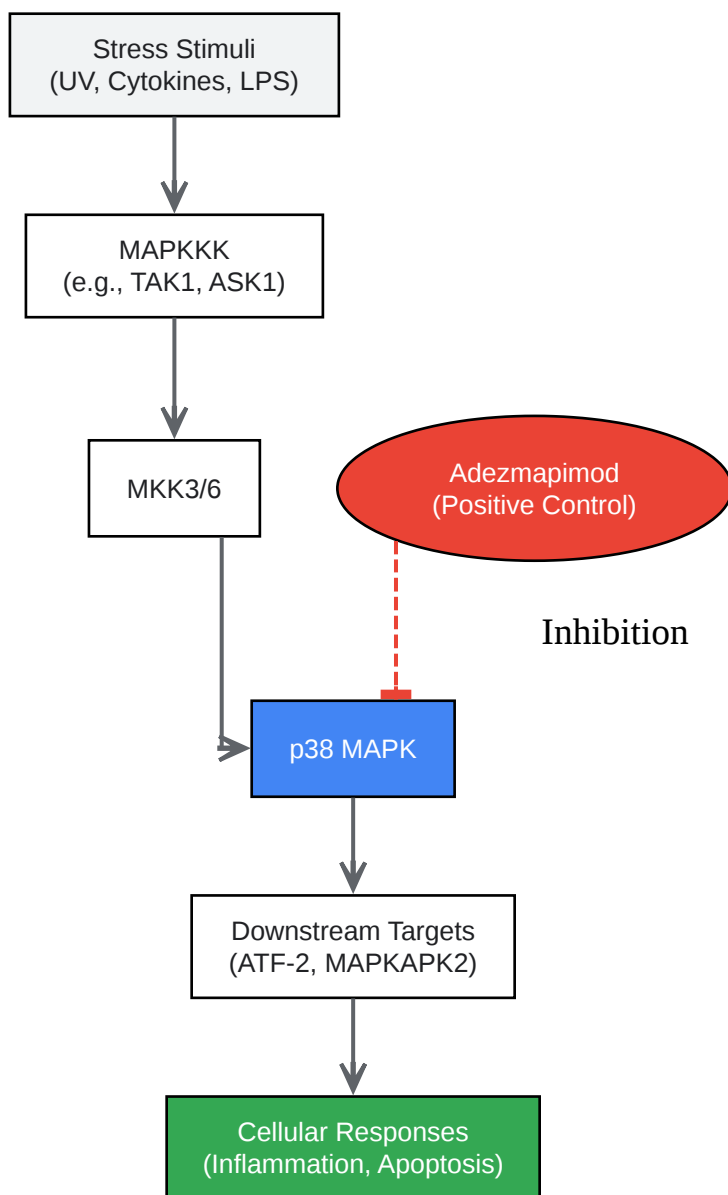 Stress Stimuli
(UV, Cytokines, LPS)
MAPKKK
(e.g., TAK1, ASK1)
MKK3/6
Adezmapimod
(Positive Control)
Inhibition
p38 MAPK
Downstream Targets
(ATF-2, MAPKAPK2)
Cellular Responses
(Inflammation, Apoptosis)